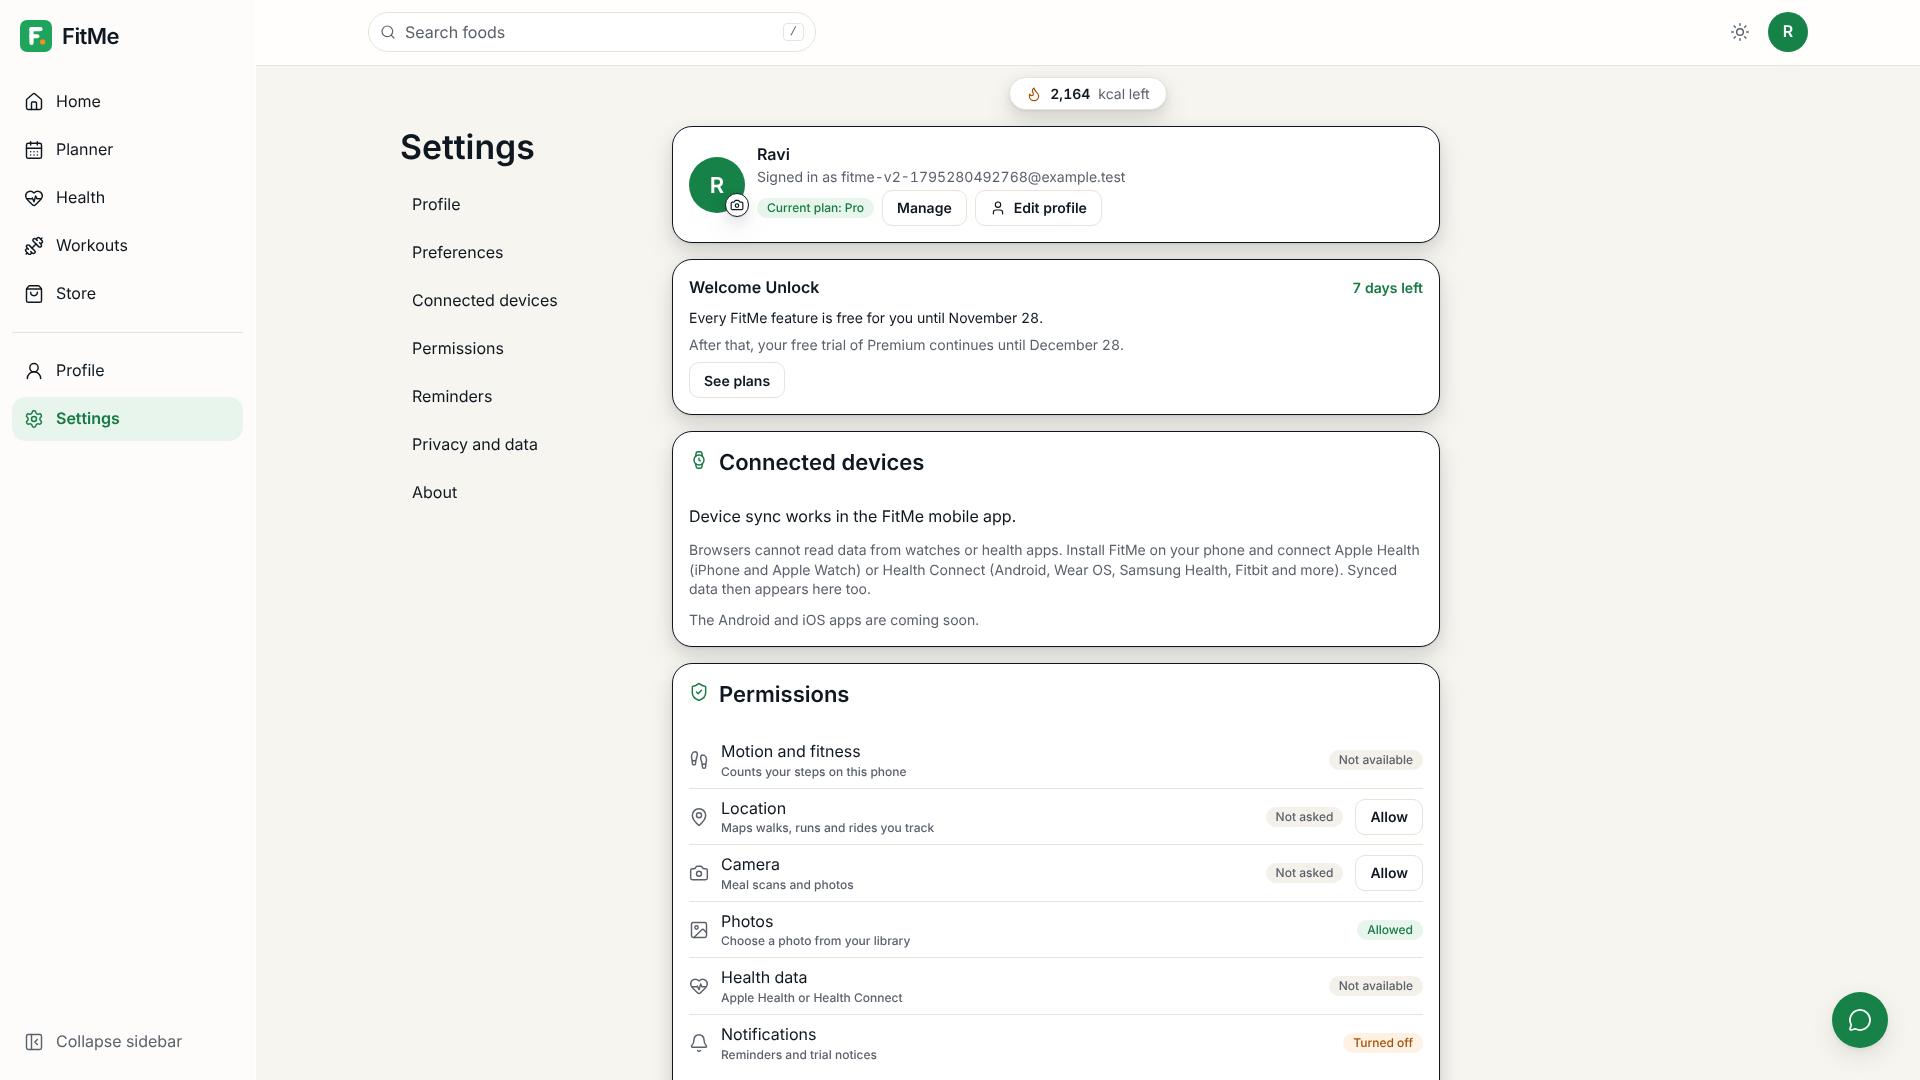 FitMe
Search foods
/
R
Home
Planner
Health
Workouts
Store
Profile
Settings
Collapse sidebar
2,164 kcal left
Settings
Profile
Preferences
Connected devices
Permissions
Reminders
Privacy and data
About
R
Ravi
Signed in as fitme-v2-1795280492768@example.test
Current plan: Pro
Manage
Edit profile
Welcome Unlock
7 days left
Every FitMe feature is free for you until November 28.
After that, your free trial of Premium continues until December 28.
See plans
Connected devices
Device sync works in the FitMe mobile app.
Browsers cannot read data from watches or health apps. Install FitMe on your phone and connect Apple Health
(iPhone and Apple Watch) or Health Connect (Android, Wear OS, Samsung Health, Fitbit and more). Synced
data then appears here too.
The Android and iOS apps are coming soon.
Permissions
Motion and fitness
Counts your steps on this phone
Not available
Location
Maps walks, runs and rides you track
Not asked
Allow
Camera
Meal scans and photos
Not asked
Allow
Photos
Choose a photo from your library
Allowed
Health data
Apple Health or Health Connect
Not available
Notifications
Reminders and trial notices
Turned off